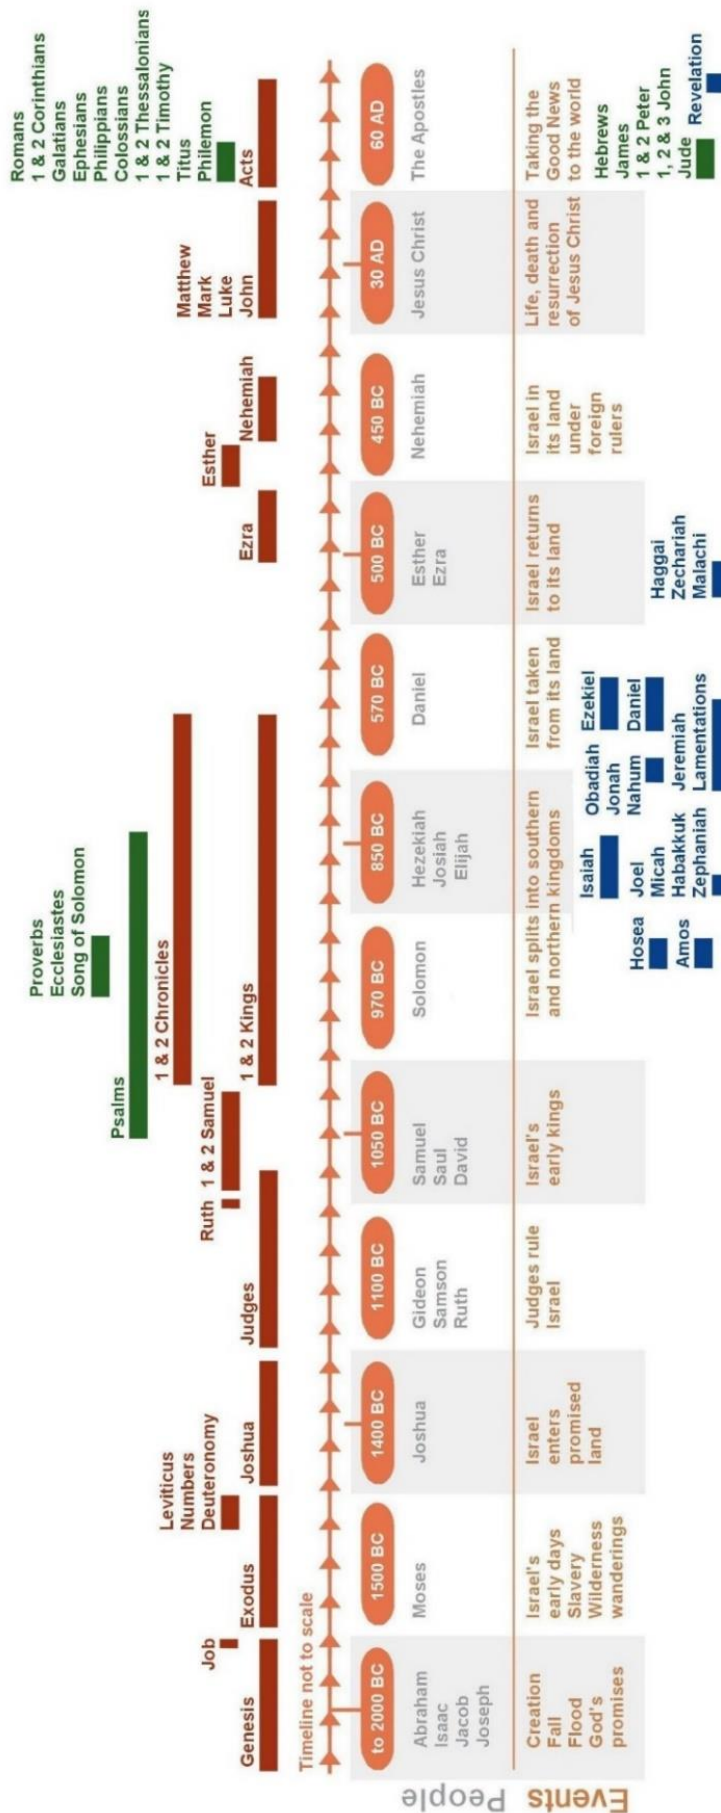 Romans
1 & 2 Corinthians
Galatians
Ephesians
Philippians
Colossians
1 & 2 Thessalonians
1 & 2 Timothy
Titus
Philemon
Proverbs
Ecclesiastes
Song of Solomon
Psalms
1 & 2 Chronicles
Matthew
Mark
Luke
John
Leviticus
Numbers
Deuteronomy
Job
Ruth
1 & 2 Samuel
Esther
Genesis
Exodus
Joshua
Judges
1 & 2 Kings
Ezra
Nehemiah
Acts
Timeline not to scale
to 2000 BC
1500 BC
1400 BC
1100 BC
1050 BC
970 BC
850 BC
570 BC
500 BC
450 BC
30 AD
60 AD
People
Abraham
Isaac
Jacob
Joseph
Moses
Joshua
Gideon
Samson
Ruth
Samuel
Saul
David
Solomon
Hezekiah
Josiah
Elijah
Daniel
Esther
Ezra
Nehemiah
Jesus Christ
The Apostles
Events
Creation
Fall
Flood
God's
promises
Israel's
early days
Slavery
Wilderness
wanderings
Israel
enters
promised
land
Judges rule
Israel
Israel's
early kings
Israel splits into southern
and northern kingdoms
Israel taken
from its land
Israel returns
to its land
Israel in
its land
under
foreign
rulers
Life, death and
resurrection
of Jesus Christ
Taking the
Good News
to the world
Hosea
Amos
Isaiah
Joel
Micah
Habakkuk
Zephaniah
Obadiah
Jonah
Nahum
Jeremiah
Lamentations
Ezekiel
Daniel
Haggai
Zechariah
Malachi
Hebrews
James
1 & 2 Peter
1, 2 & 3 John
Jude
Revelation